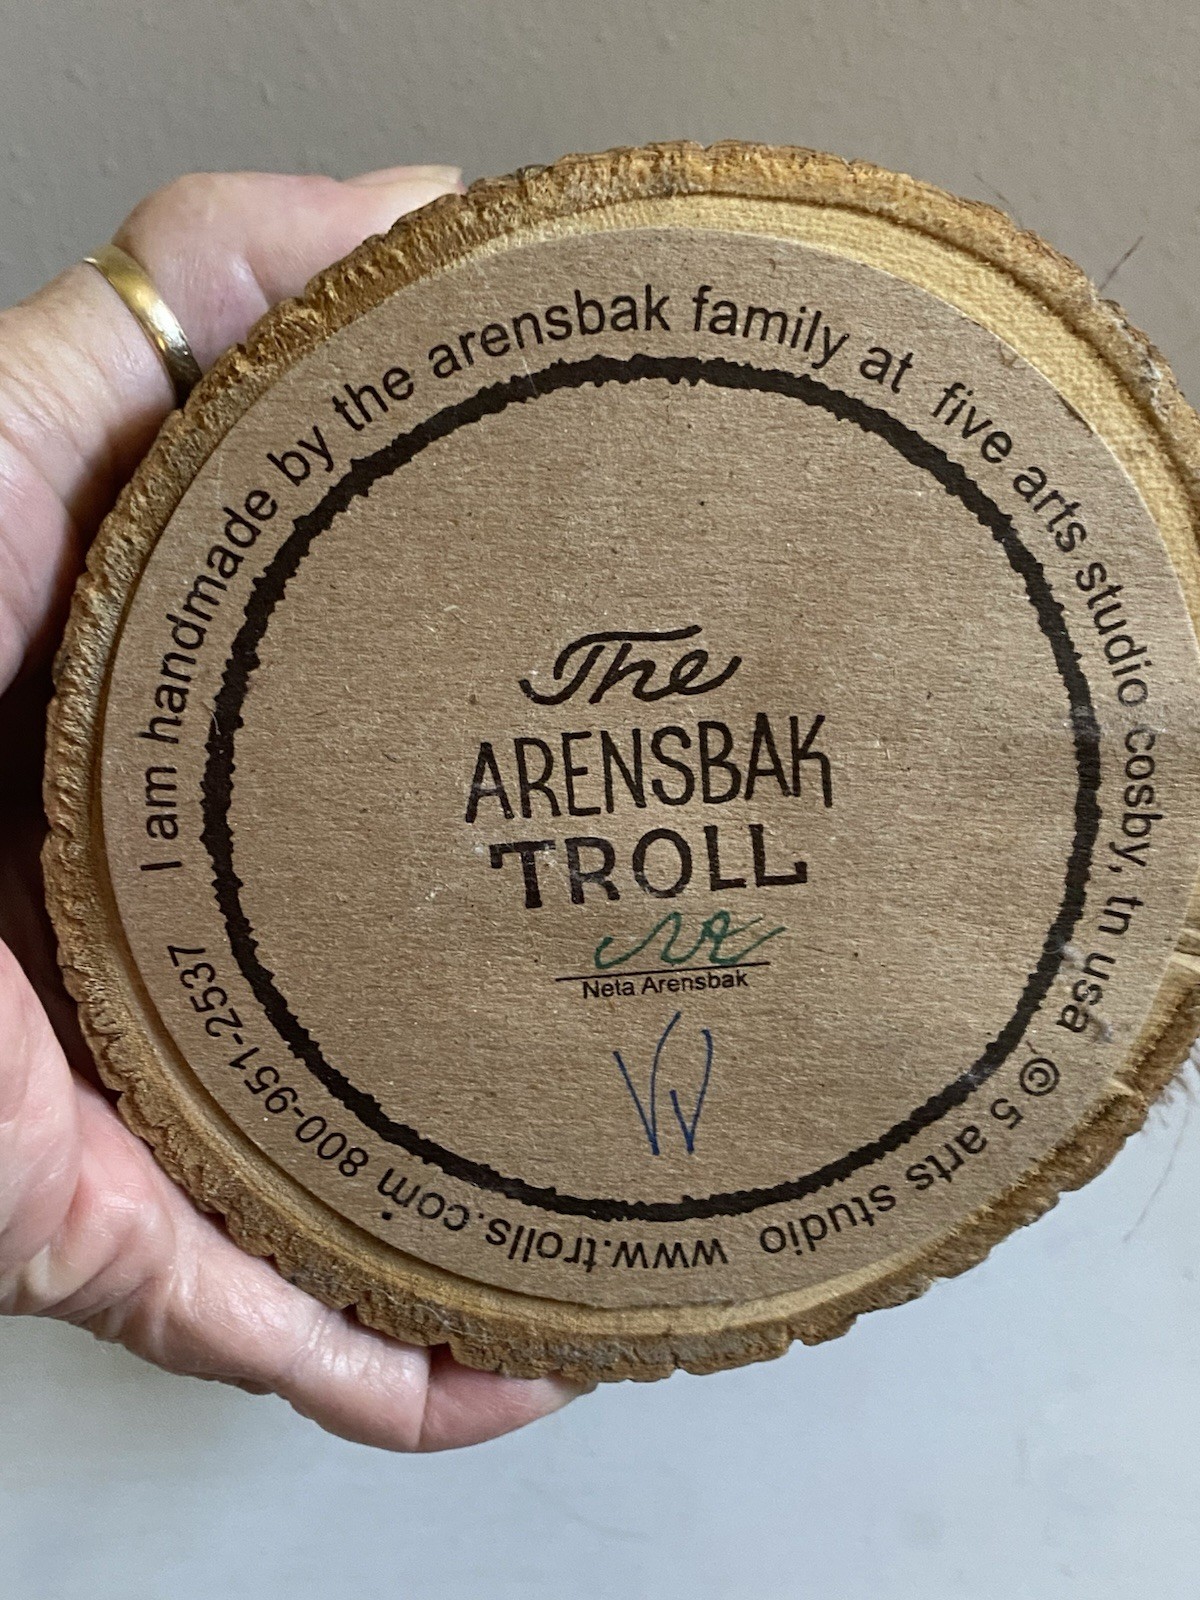 I am handmade by the arensbak family at five arts studio cosby, tn usa © 5 arts studio www.trolls.com 800-951-2537
The
ARENSBAK
TROLL
Neta Arensbak